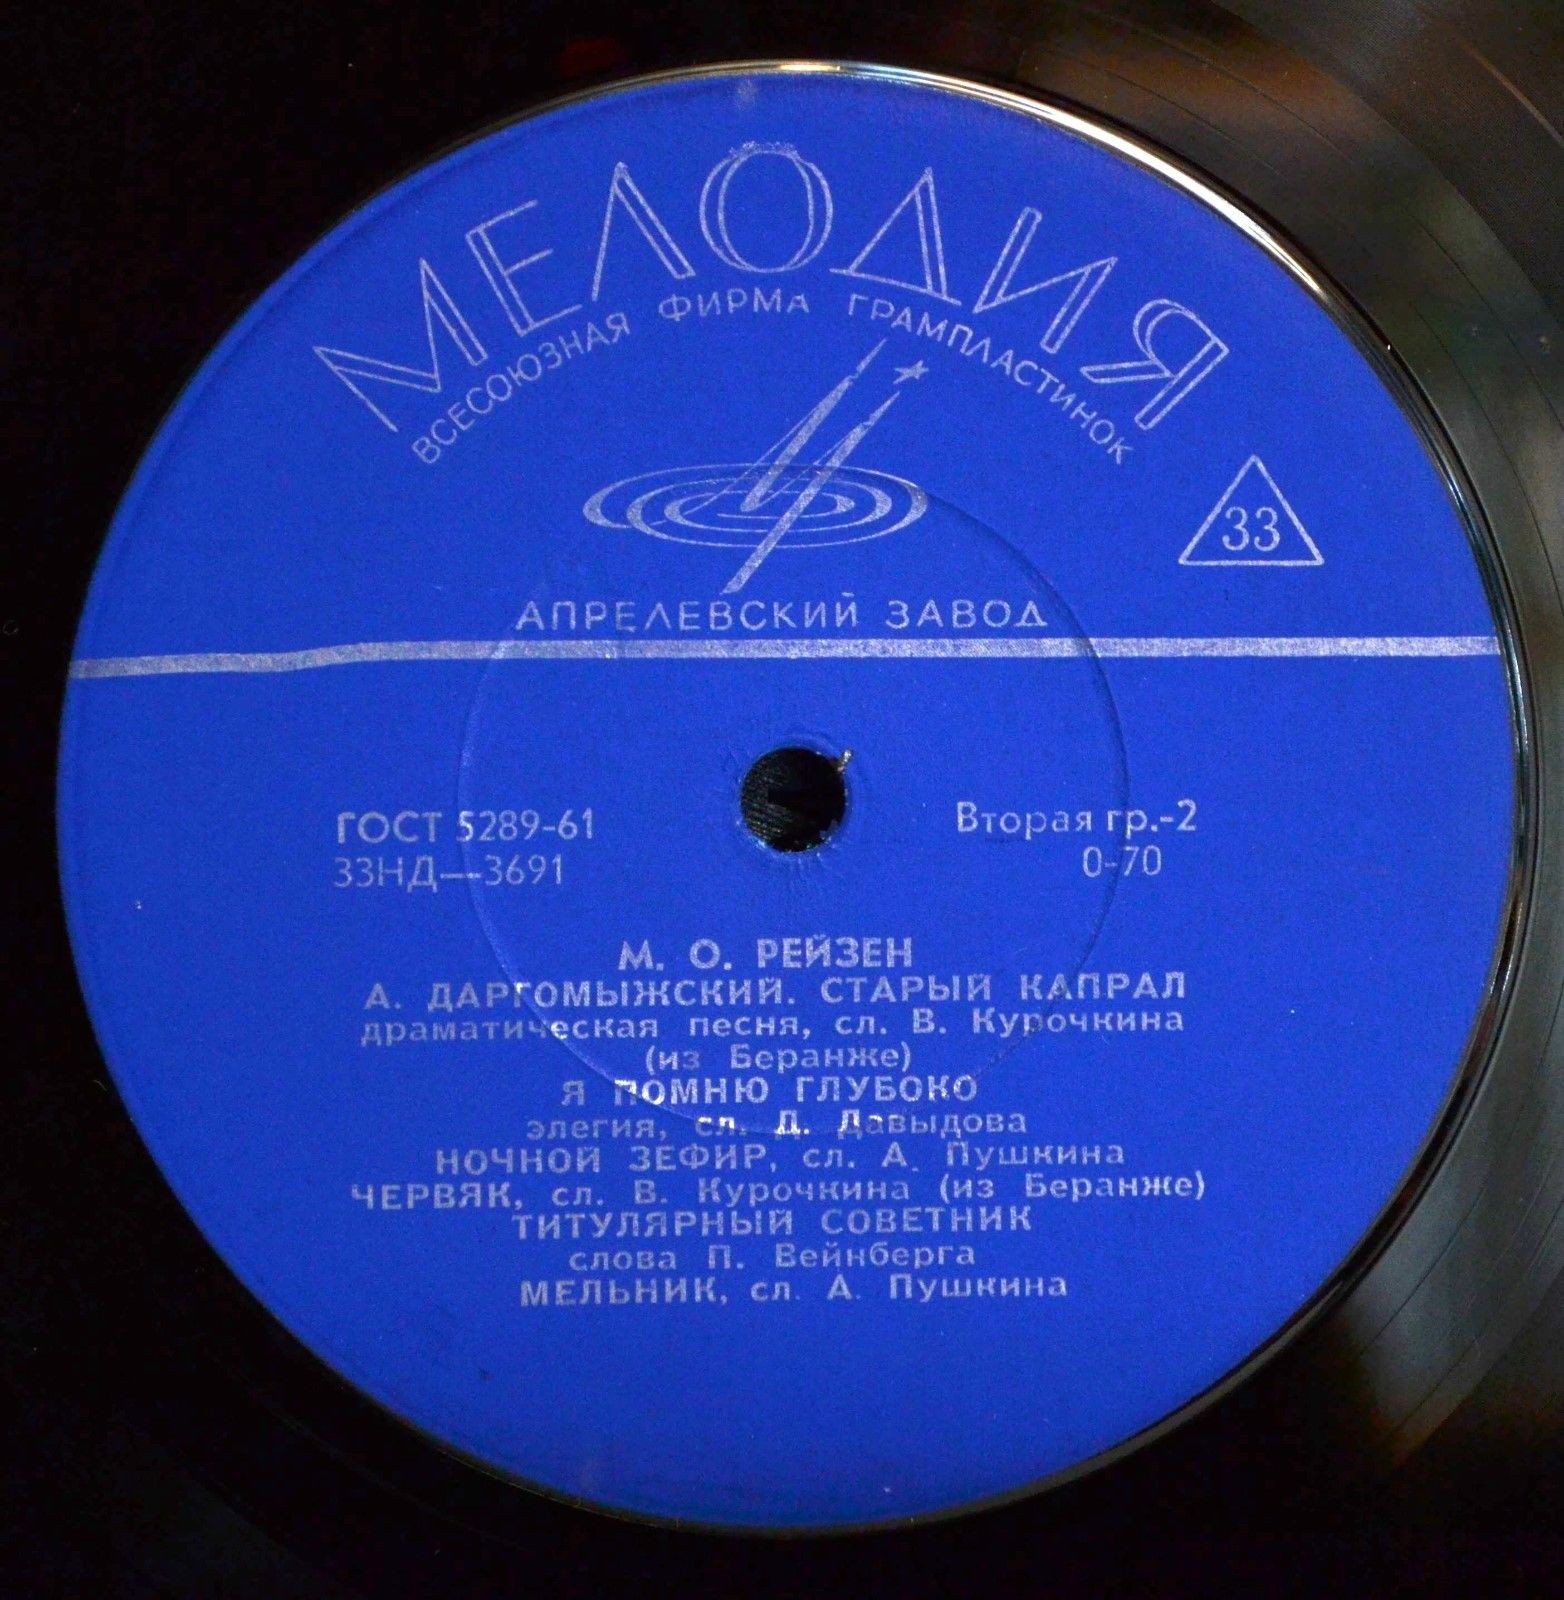 МЕЛОДИЯ
ВСЕСОЮЗНАЯ ФИРМА ГРАМПЛАСТИНОК
33
АПРЕЛЕВСКИЙ ЗАВОД
ГОСТ 5289-61
33НД—3691
Вторая гр.-2
0-70
М. О. РЕЙЗЕН
А. ДАРГОМЫЖСКИЙ. СТАРЫЙ КАПРАЛ
драматическая песня, сл. В. Курочкина
(из Беранже)
Я ПОМНЮ ГЛУБОКО
элегия, сл. Д. Давыдова
НОЧНОЙ ЗЕФИР, сл. А. Пушкина
ЧЕРВЯК, сл. В. Курочкина (из Беранже)
ТИТУЛЯРНЫЙ СОВЕТНИК
слова П. Вейнберга
МЕЛЬНИК, сл. А. Пушкина